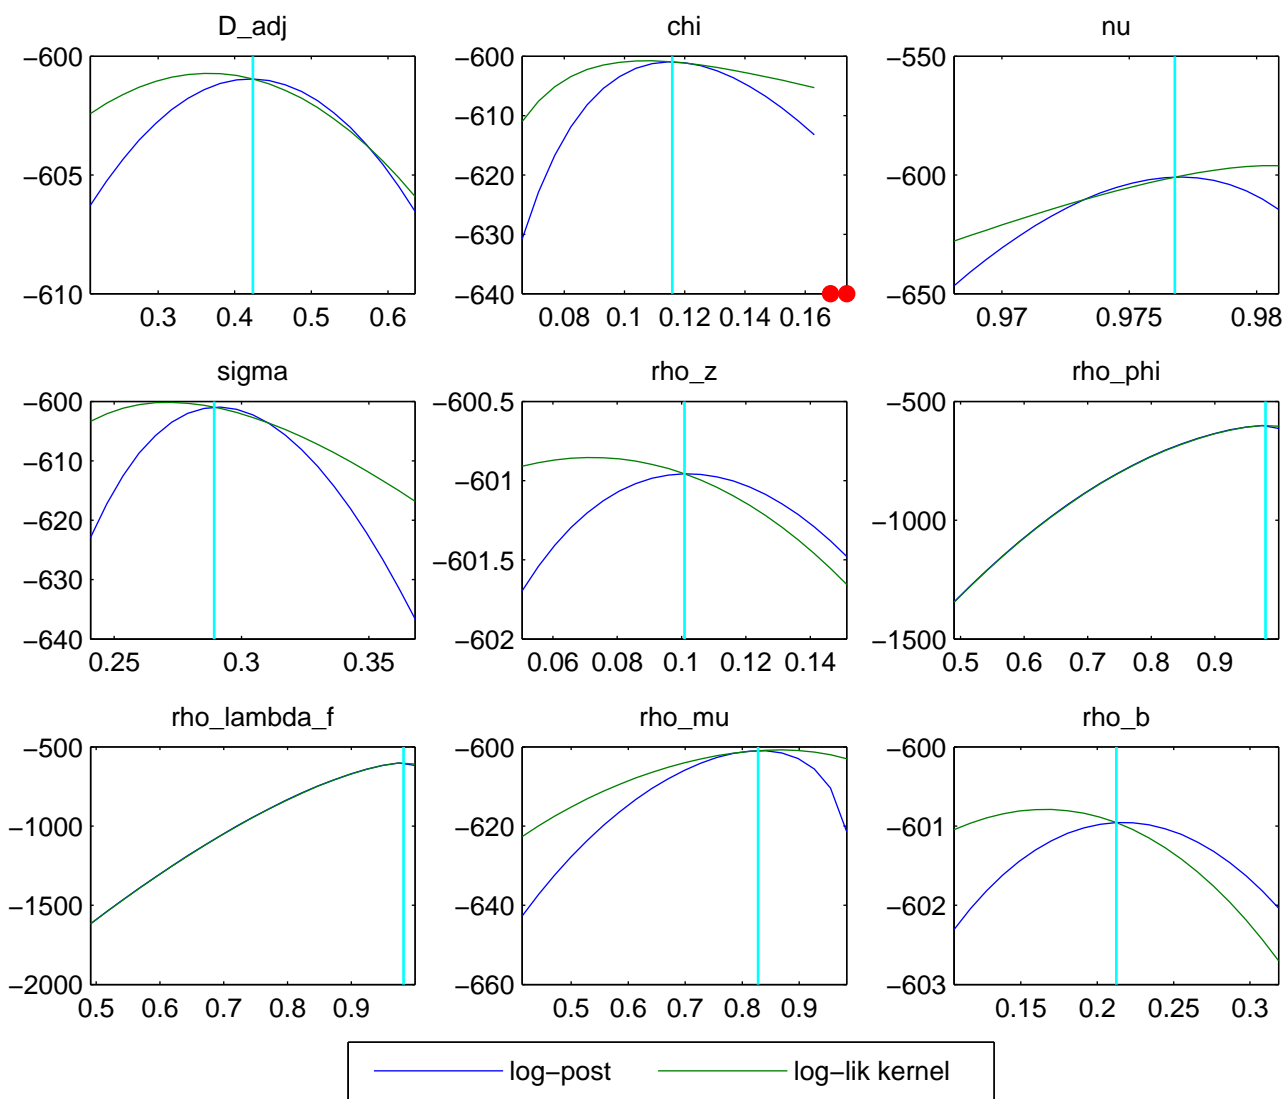 D_adj
chi
nu
−600
−605
−610
0.3 0.4 0.5 0.6
−600
−610
−620
−630
−640
0.08 0.1 0.12 0.14 0.16
−550
−600
−650
0.97 0.975 0.98
sigma
rho_z
rho_phi
−600
−610
−620
−630
−640
0.25 0.3 0.35
−600.5
−601
−601.5
−602
0.06 0.08 0.1 0.12 0.14
−500
−1000
−1500
0.5 0.6 0.7 0.8 0.9
rho_lambda_f
rho_mu
rho_b
−500
−1000
−1500
−2000
0.5 0.6 0.7 0.8 0.9
−600
−620
−640
−660
0.5 0.6 0.7 0.8 0.9
−600
−601
−602
−603
0.15 0.2 0.25 0.3
log−post log−lik kernel